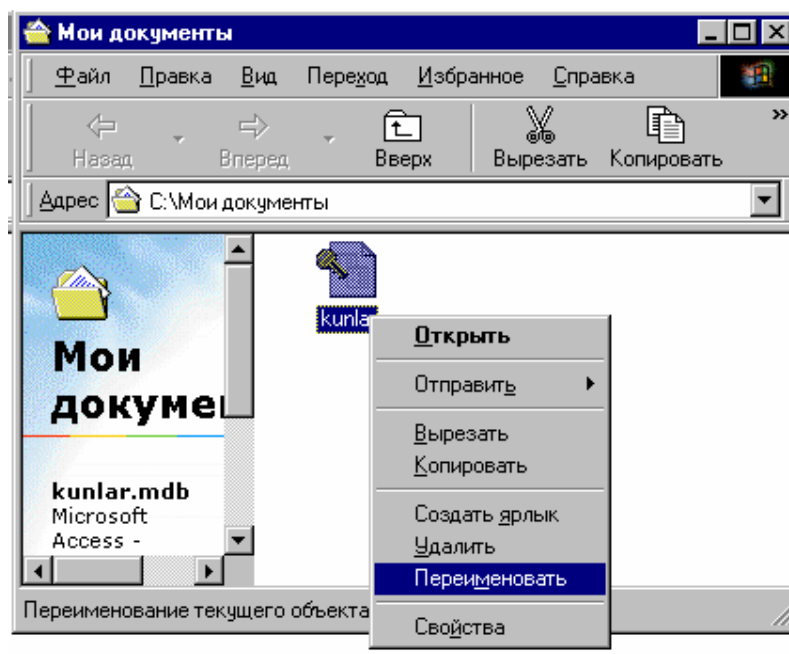 Мои документы
Файл Правка Вид Переход Избранное Справка
Назад Вперед Вверх Вырезать Копировать »
Адрес C:\Мои документы
kunlar
Мои
докумен
kunlar.mdb
Microsoft
Access -
Открыть
Отправить
Вырезать
Копировать
Создать ярлык
Удалить
Переименовать
Свойства
Переименование текущего объекта